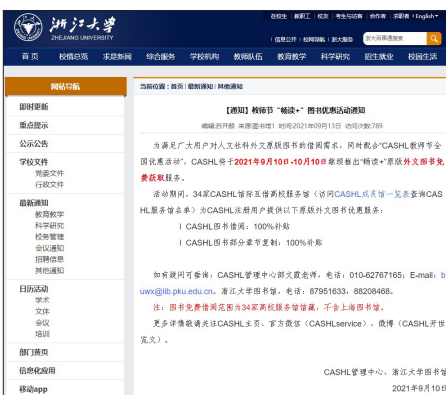 浙江大学
ZHEJIANG UNIVERSITY
在校生 | 教职工 | 校友 | 考生与访客 | 合作者 | 求职者 › English
信息公开 | 校网导航 | 浙大服务
浙大百事通搜索
首页 校情总览 求是新闻 综合服务 学校机构 教师队伍 教育教学 科学研究 招生就业 校园生活
网站导航
当前位置：首页 | 最新通知 | 其他通知
即时更新
重点提示
公示公告
学校文件
党委文件
行政文件
最新通知
教育教学
科学研究
校务管理
会议通知
招聘信息
其他通知
日历活动
学术
文体
会议
培训
部门黄页
信息化应用
移动app
【通知】教师节“畅读+”图书优惠活动通知
编辑:苏开颜 来源:图书馆1 时间:2021年09月13日 访问次数:789
为满足广大用户对人文社科外文原版图书的借阅需求，同时配合“CASHL教师节全
国优惠活动”，CASHL将于2021年9月10日-10月10日继续推出“畅读+”原版外文图书免
费获取服务。
活动期间，34家CASHL馆际互借高校服务馆（访问CASHL成员馆一览表查询CAS
HL服务馆名单）为CASHL注册用户提供以下原版外文图书优惠服务：
l CASHL图书借阅：100%补贴
l CASHL图书部分章节复制：100%补贴
如有疑问可垂询：CASHL管理中心部文霞老师，电话：010-62767165；E-mail：b
uwx@lib.pku.edu.cn。浙江大学图书馆，电话：87951633，88208468。
注：图书免费借阅范围为34家高校服务馆馆藏，不含上海图书馆。
更多详情敬请关注CASHL主页、官方微信（CASHLservice）、微博（CASHL开世
览文）。
CASHL管理中心、浙江大学图书馆
2021年9月10日